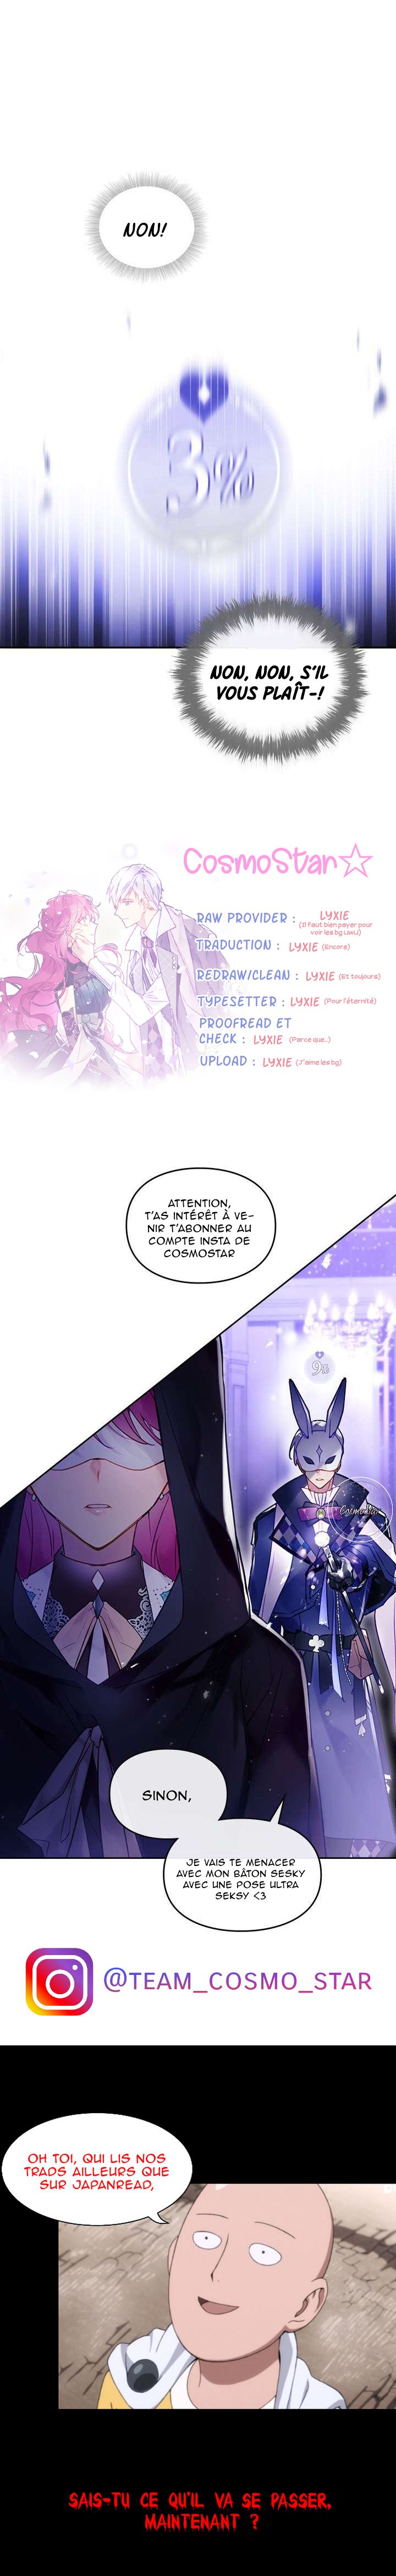 NON!
3%
NON, NON, S'IL
VOUS PLAÎT-!
CosmoStar☆
RAW PROVIDER : LYXIE
(Il faut bien payer pour
voir les bg UwU)
TRADUCTION : LYXIE (Encore)
REDRAW/CLEAN : LYXIE (Et toujours)
TYPESETTER : LYXIE (Pour l'éternité)
PROOFREAD ET
CHECK : LYXIE (Parce que..)
UPLOAD : LYXIE (J'aime les bg)
ATTENTION,
T'AS INTÉRÊT À VE-
NIR T'ABONNER AU
COMPTE INSTA DE
COSMOSTAR
9%
CosmoStar
SINON,
JE VAIS TE MENACER
AVEC MON BÂTON SESKY
AVEC UNE POSE ULTRA
SEKSY <3
@TEAM_COSMO_STAR
OH TOI, QUI LIS NOS
TRADS AILLEURS QUE
SUR JAPANREAD,
SAIS-TU CE QU'IL VA SE PASSER,
MAINTENANT ?